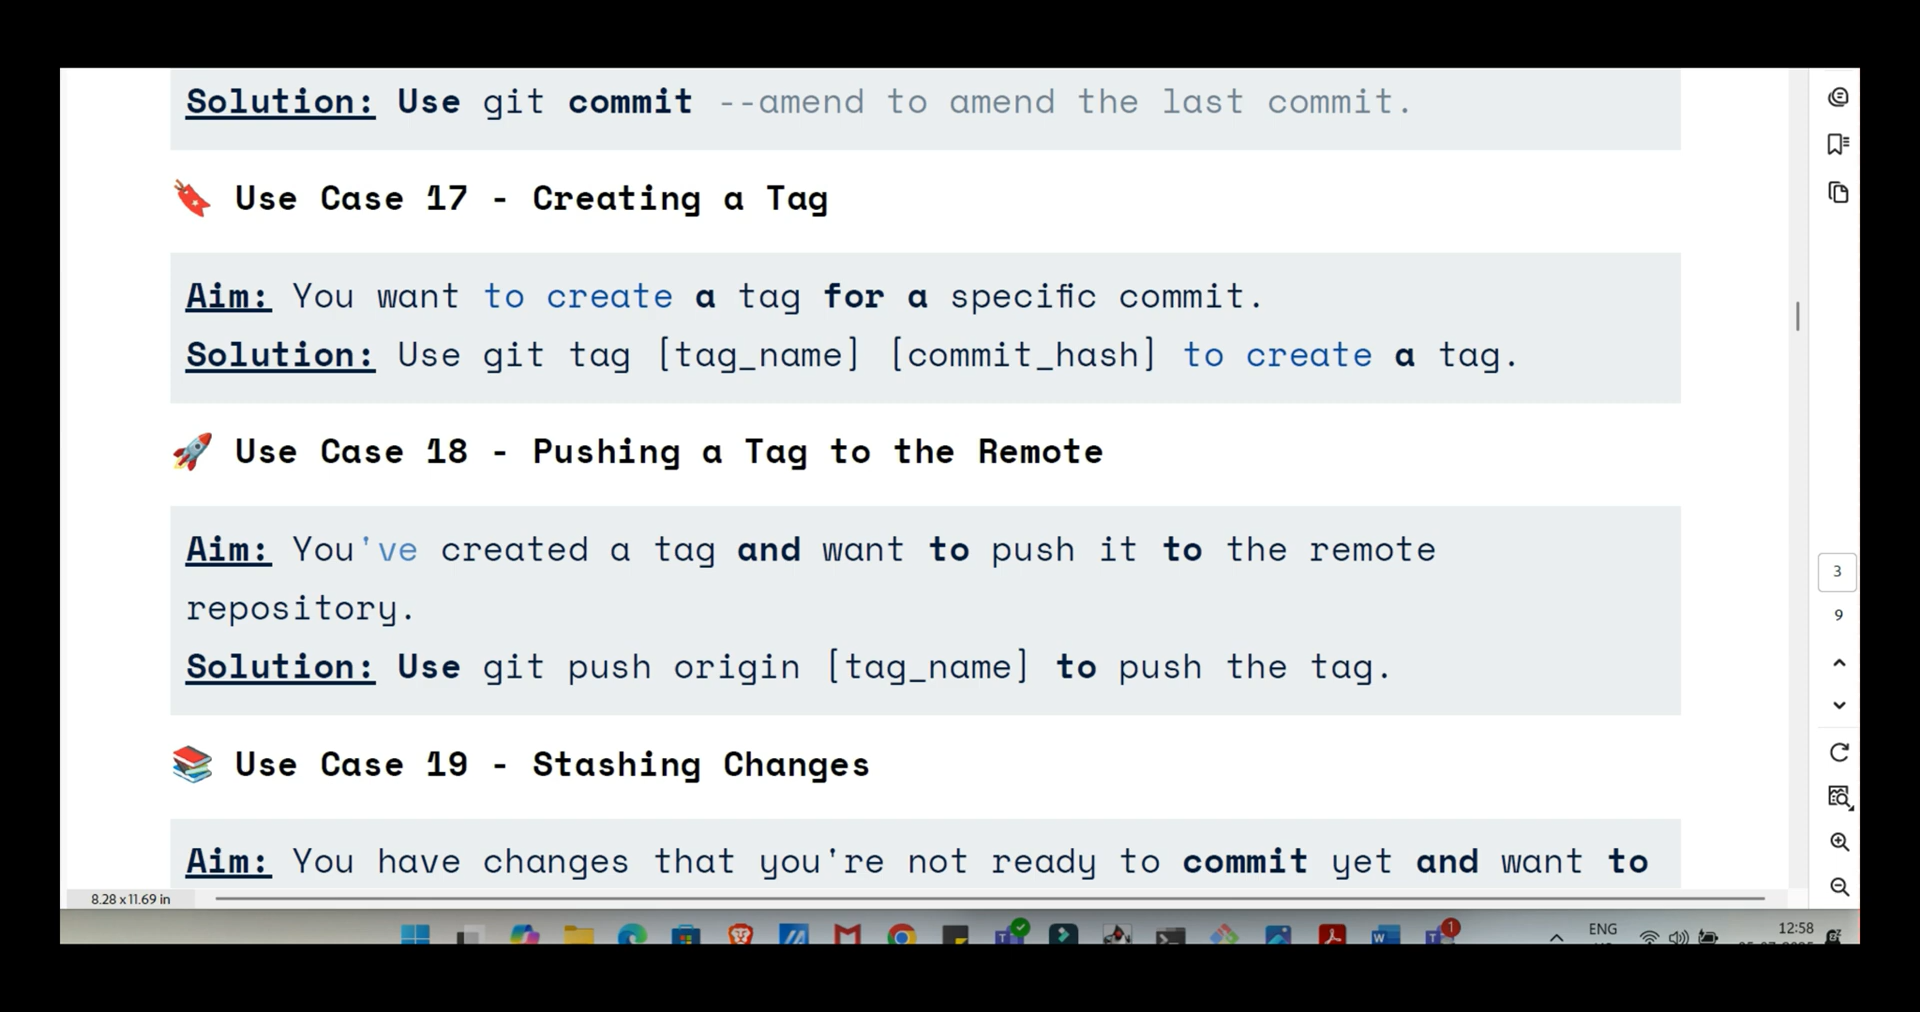 Solution: Use git commit --amend to amend the last commit.
Use Case 17 - Creating a Tag
Aim: You want to create a tag for a specific commit.
Solution: Use git tag [tag_name] [commit_hash] to create a tag.
Use Case 18 - Pushing a Tag to the Remote
Aim: You've created a tag and want to push it to the remote
repository.
Solution: Use git push origin [tag_name] to push the tag.
Use Case 19 - Stashing Changes
Aim: You have changes that you're not ready to commit yet and want to
3
9
8.28 x 11.69 in
ENG
12:58
1